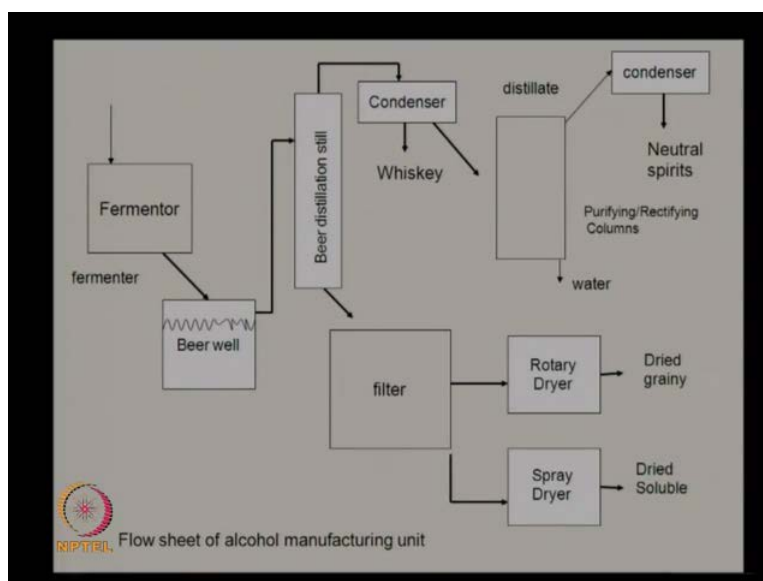 Fermentor
fermenter
Beer well
Beer distillation still
Condenser
Whiskey
distillate
condenser
Neutral
spirits
Purifying/Rectifying
Columns
water
filter
Rotary
Dryer
Dried
grainy
Spray
Dryer
Dried
Soluble
NPTEL
Flow sheet of alcohol manufacturing unit